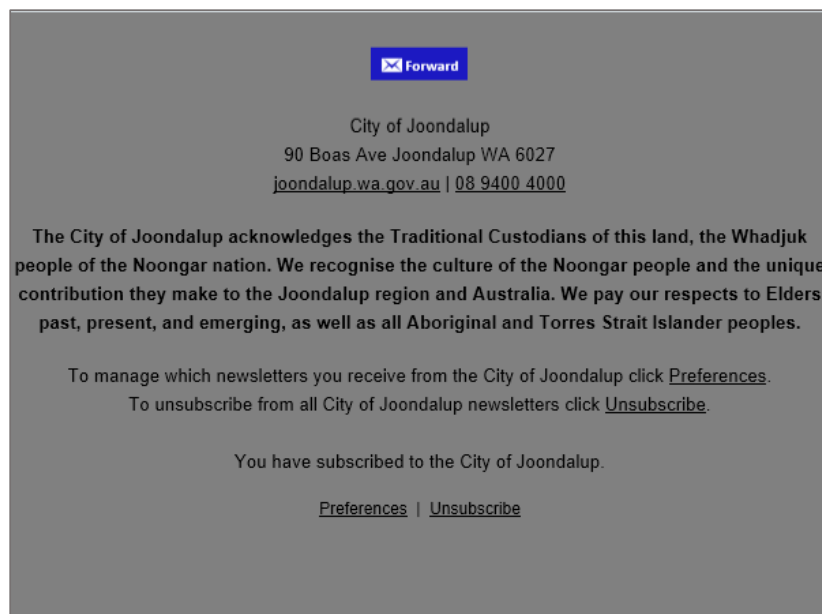 Forward
City of Joondalup
90 Boas Ave Joondalup WA 6027
joondalup.wa.gov.au | 08 9400 4000
The City of Joondalup acknowledges the Traditional Custodians of this land, the Whadjuk
people of the Noongar nation. We recognise the culture of the Noongar people and the unique
contribution they make to the Joondalup region and Australia. We pay our respects to Elders
past, present, and emerging, as well as all Aboriginal and Torres Strait Islander peoples.
To manage which newsletters you receive from the City of Joondalup click Preferences.
To unsubscribe from all City of Joondalup newsletters click Unsubscribe.
You have subscribed to the City of Joondalup.
Preferences | Unsubscribe